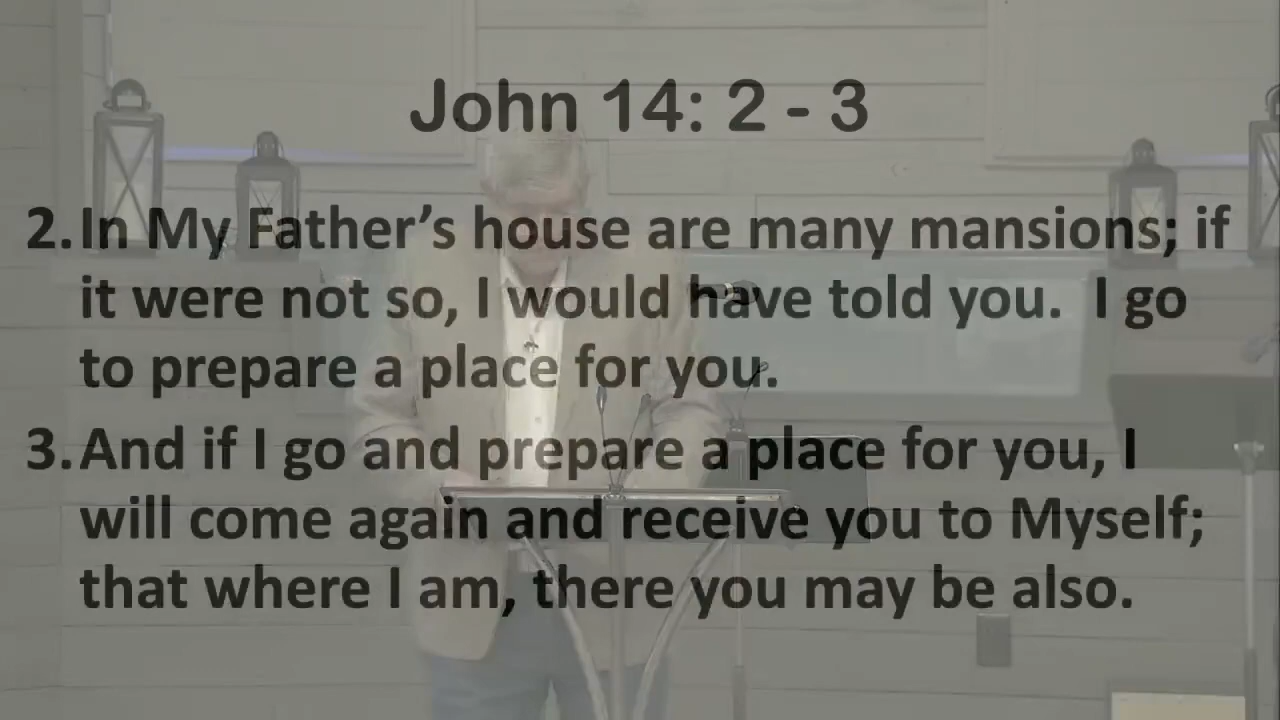 John 14: 2 - 3
2. In My Father’s house are many mansions; if
it were not so, I would have told you.  I go
to prepare a place for you.
3. And if I go and prepare a place for you, I
will come again and receive you to Myself;
that where I am, there you may be also.